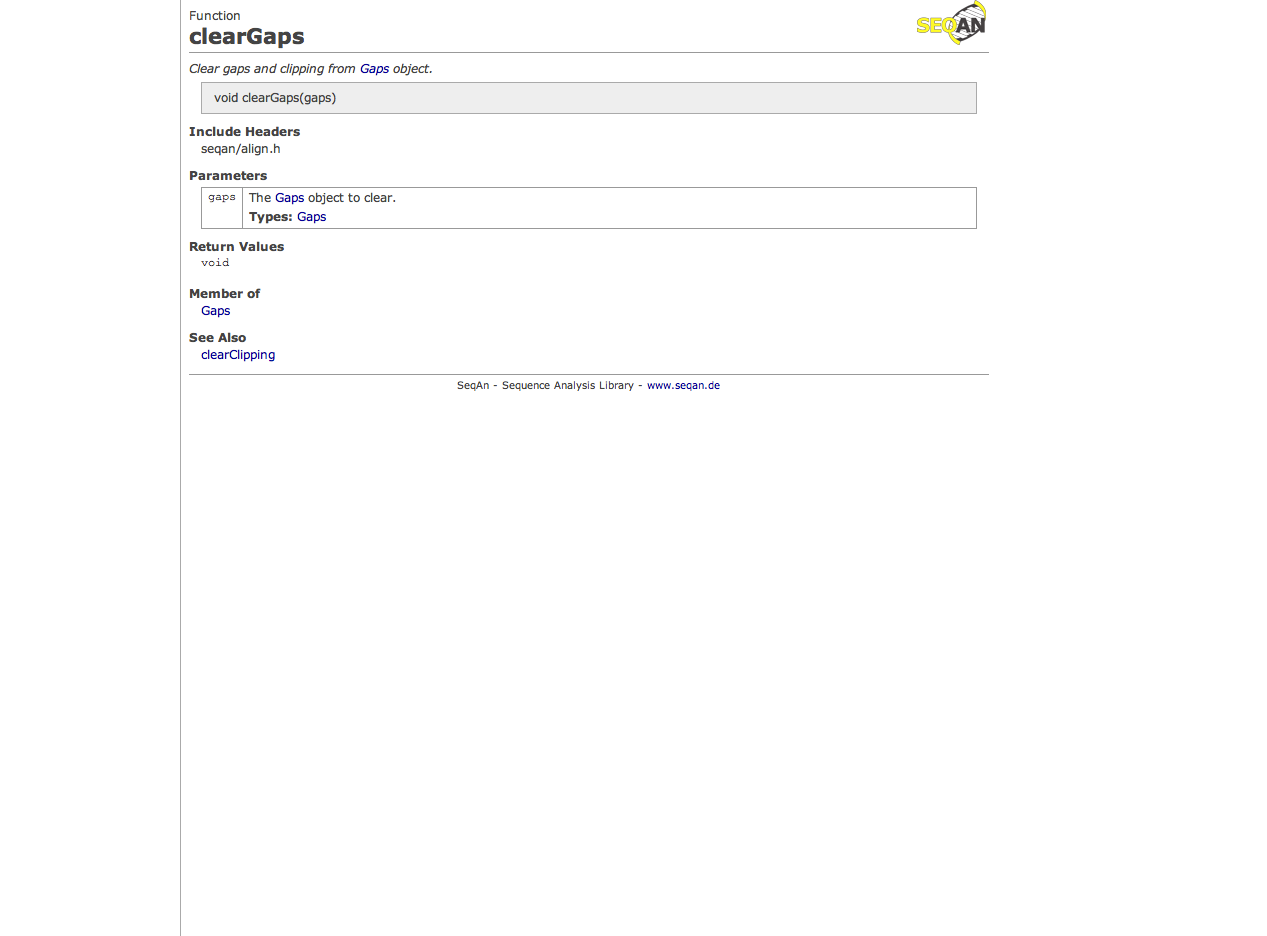 Function
SEQAN
clearGaps
Clear gaps and clipping from Gaps object.
void clearGaps(gaps)
Include Headers
seqan/align.h
Parameters
gaps The Gaps object to clear.
Types: Gaps
Return Values
void
Member of
Gaps
See Also
clearClipping
SeqAn - Sequence Analysis Library - www.seqan.de